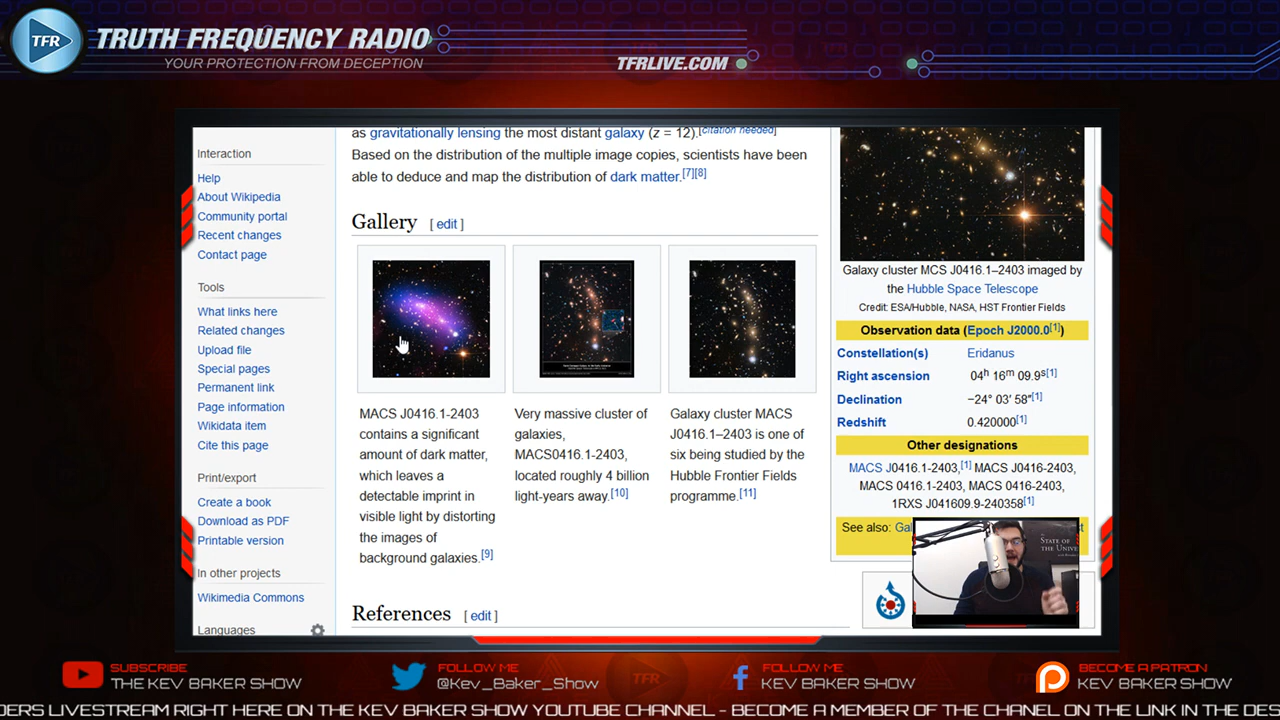 TFR
TRUTH FREQUENCY RADIO
YOUR PROTECTION FROM DECEPTION
TFRLIVE.COM
Interaction
Help
About Wikipedia
Community portal
Recent changes
Contact page
Tools
What links here
Related changes
Upload file
Special pages
Permanent link
Page information
Wikidata item
Cite this page
Print/export
Create a book
Download as PDF
Printable version
In other projects
Wikimedia Commons
Languages
as gravitationally lensing the most distant galaxy (z = 12).[citation needed]
Based on the distribution of the multiple image copies, scientists have been
able to deduce and map the distribution of dark matter.[7][8]
Gallery [ edit ]
MACS J0416.1-2403
contains a significant
amount of dark matter,
which leaves a
detectable imprint in
visible light by distorting
the images of
background galaxies.[9]
Very massive cluster of
galaxies,
MACS0416.1-2403,
located roughly 4 billion
light-years away.[10]
Galaxy cluster MACS
J0416.1–2403 is one of
six being studied by the
Hubble Frontier Fields
programme.[11]
References [ edit ]
Galaxy cluster MCS J0416.1–2403 imaged by
the Hubble Space Telescope
Credit: ESA/Hubble, NASA, HST Frontier Fields
Observation data (Epoch J2000.0[1])
Constellation(s) Eridanus
Right ascension 04h 16m 09.9s[1]
Declination −24° 03′ 58″[1]
Redshift 0.420000[1]
Other designations
MACS J0416.1-2403,[1] MACS J0416-2403,
MACS 0416.1-2403, MACS 0416-2403,
1RXS J041609.9-240358[1]
See also:
STATE OF
THE UNIVE
SUBSCRIBE
THE KEV BAKER SHOW
FOLLOW ME
@Kev_Baker_Show
TFR
FOLLOW ME
KEV BAKER SHOW
BECOME A PATRON
KEV BAKER SHOW
DERS LIVESTREAM RIGHT HERE ON THE KEV BAKER SHOW YOUTUBE CHANNEL - BECOME A MEMBER OF THE CHANNEL ON THE LINK IN THE DES